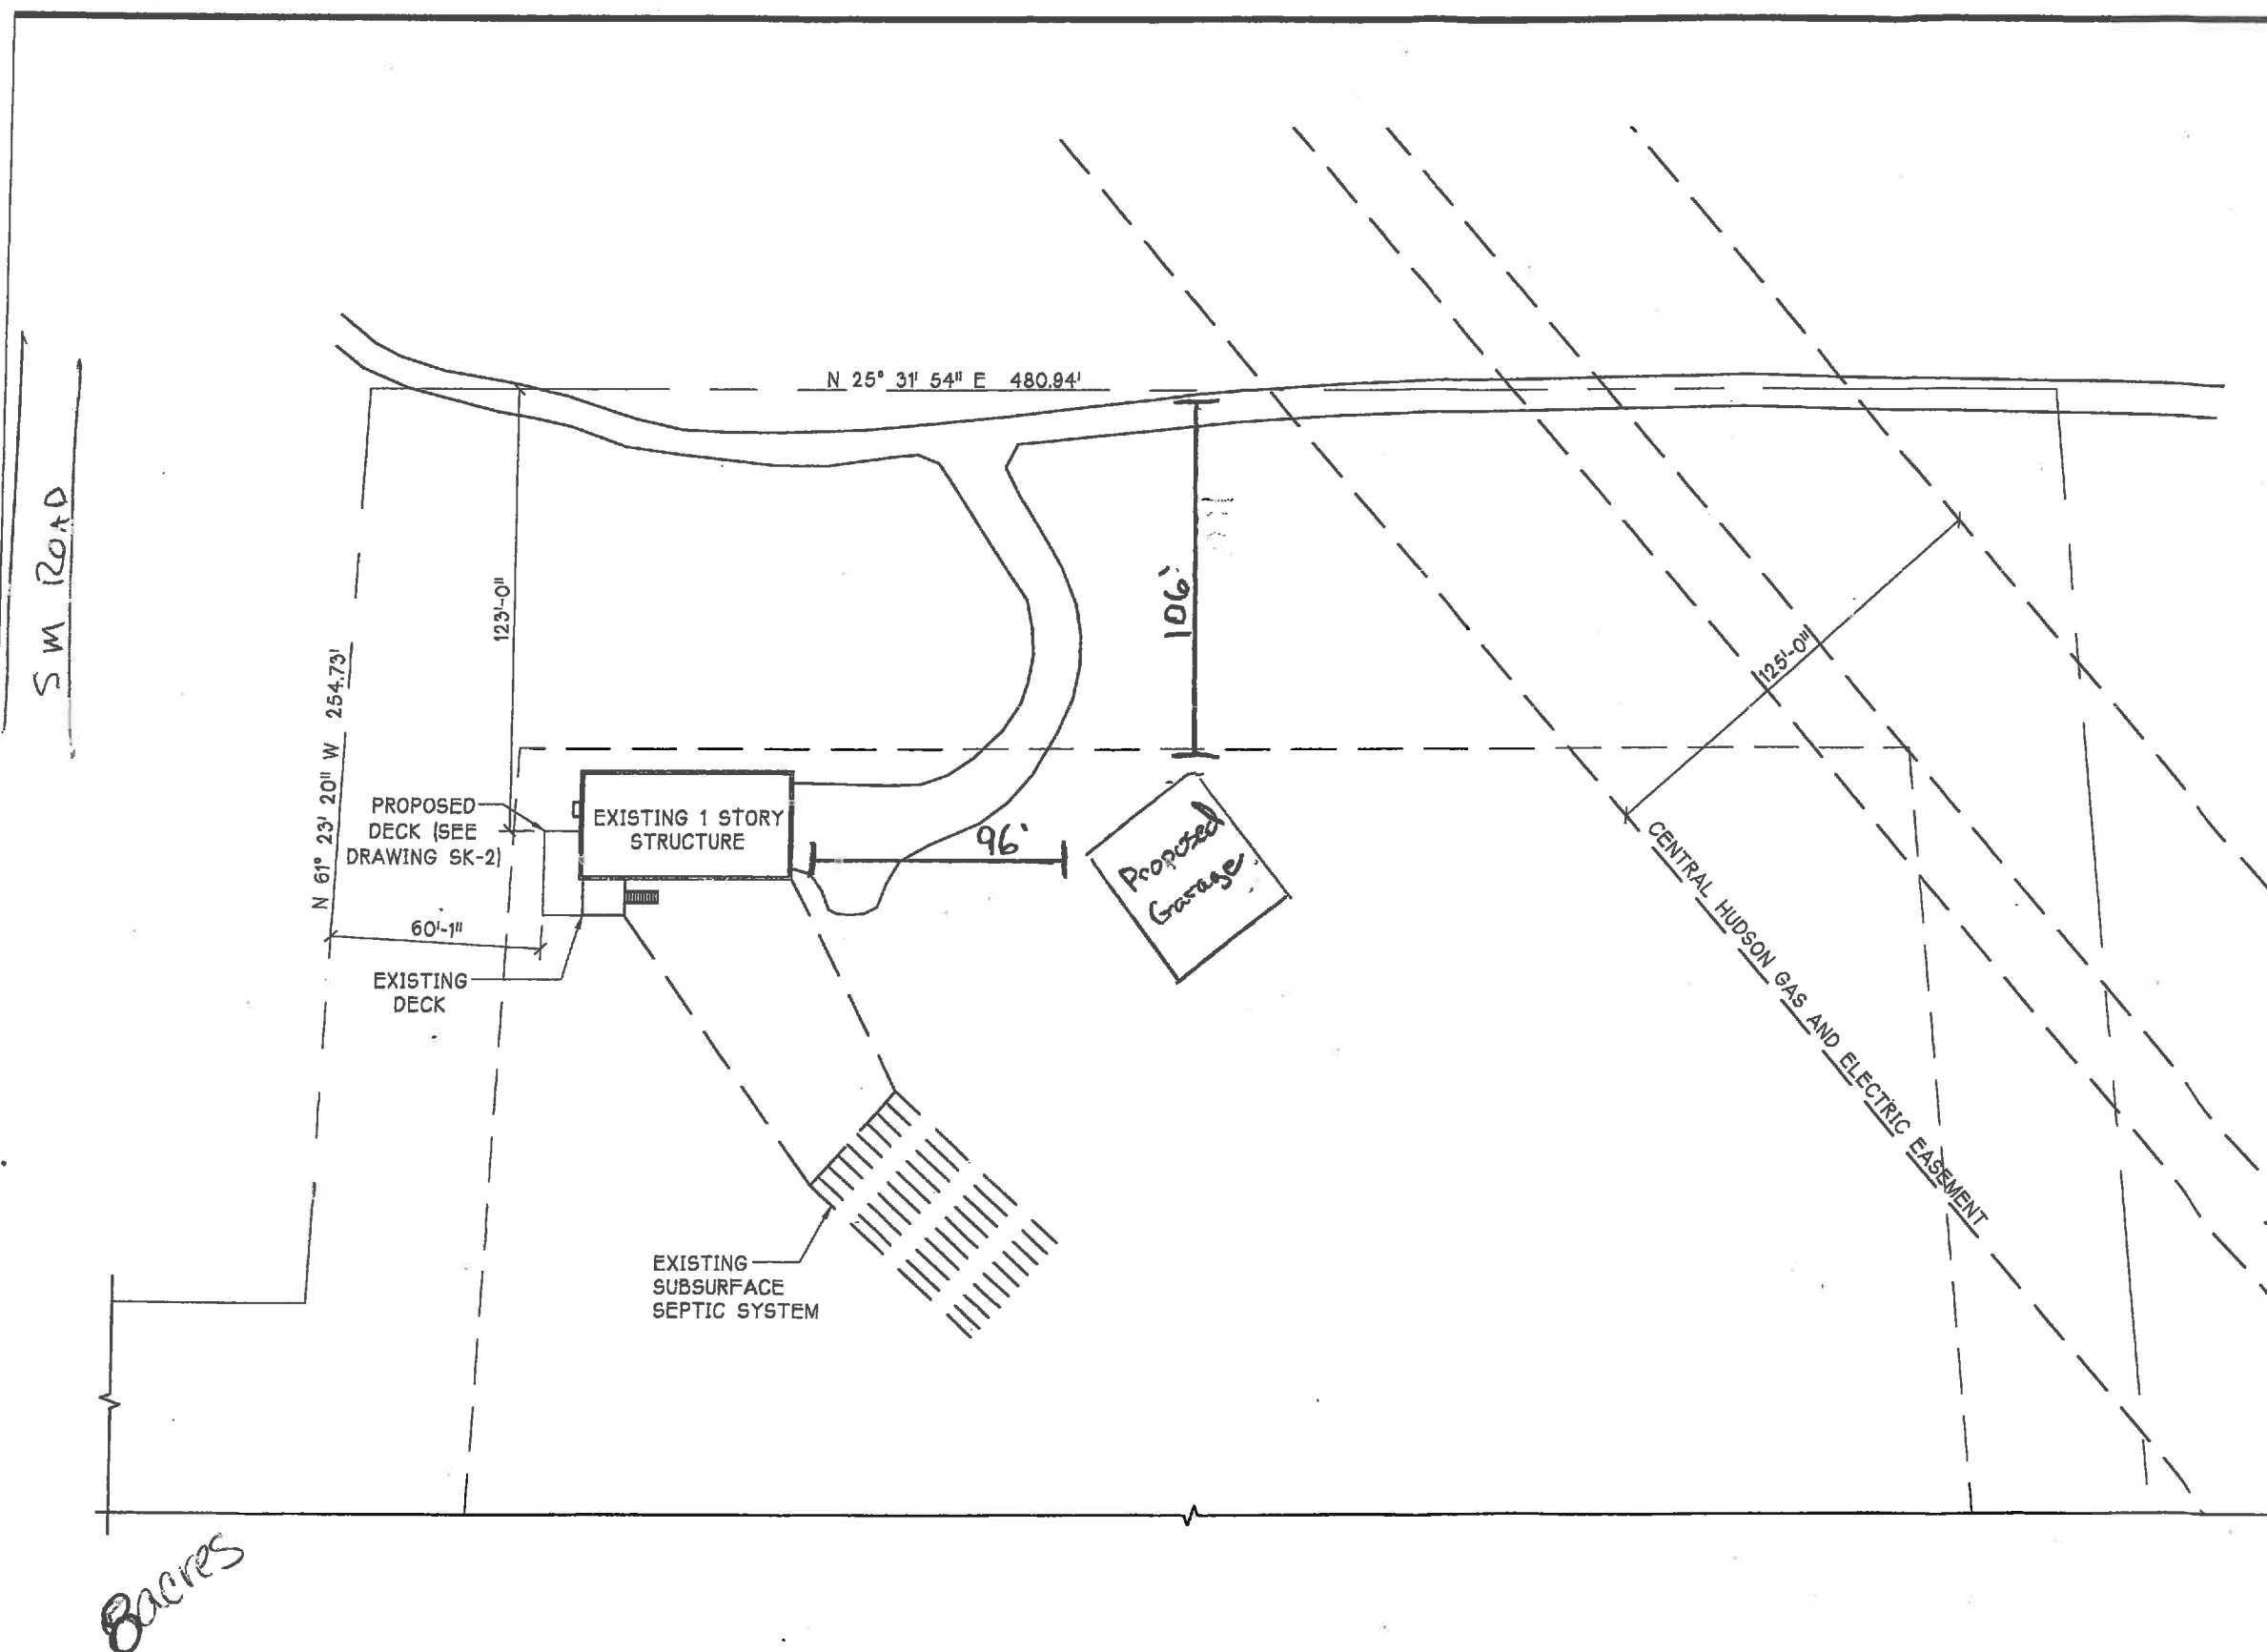 N 25° 31' 54" E 480.94'
S M ROAD
123'-0"
106'
N 61° 23' 20" W 254.73'
125'-0"
PROPOSED
DECK (SEE
DRAWING SK-2)
EXISTING 1 STORY
STRUCTURE
96'
Proposed
Garage
60'-1"
EXISTING
DECK
CENTRAL HUDSON GAS AND ELECTRIC EASEMENT
EXISTING
SUBSURFACE
SEPTIC SYSTEM
8acres